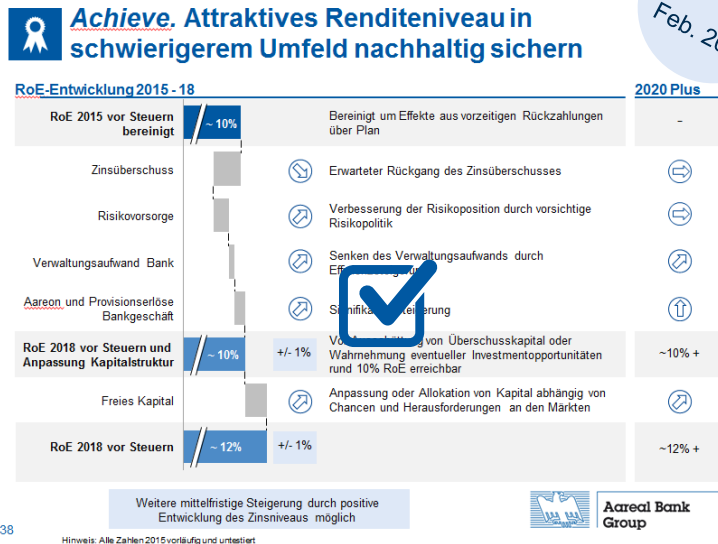 Achieve. Attraktives Renditeniveau in
schwierigerem Umfeld nachhaltig sichern
Feb.
RoE-Entwicklung 2015 - 18
2020 Plus
RoE 2015 vor Steuern
bereinigt
~ 10%
Bereinigt um Effekte aus vorzeitigen Rückzahlungen
über Plan
-
Zinsüberschuss
Erwarteter Rückgang des Zinsüberschusses
Risikovorsorge
Verbesserung der Risikoposition durch vorsichtige
Risikopolitik
Verwaltungsaufwand Bank
Senken des Verwaltungsaufwands durch
Aareon und Provisionserlöse
Bankgeschäft
RoE 2018 vor Steuern und
Anpassung Kapitalstruktur
~ 10%
+/- 1%
von Überschusskapital oder
Wahrnehmung eventueller Investmentopportunitäten
rund 10% RoE erreichbar
~10% +
Freies Kapital
Anpassung oder Allokation von Kapital abhängig von
Chancen und Herausforderungen an den Märkten
RoE 2018 vor Steuern
~ 12%
+/- 1%
~12% +
Weitere mittelfristige Steigerung durch positive
Entwicklung des Zinsniveaus möglich
Aareal Bank
Group
38
Hinweis: Alle Zahlen 2015 vorläufig und untestiert